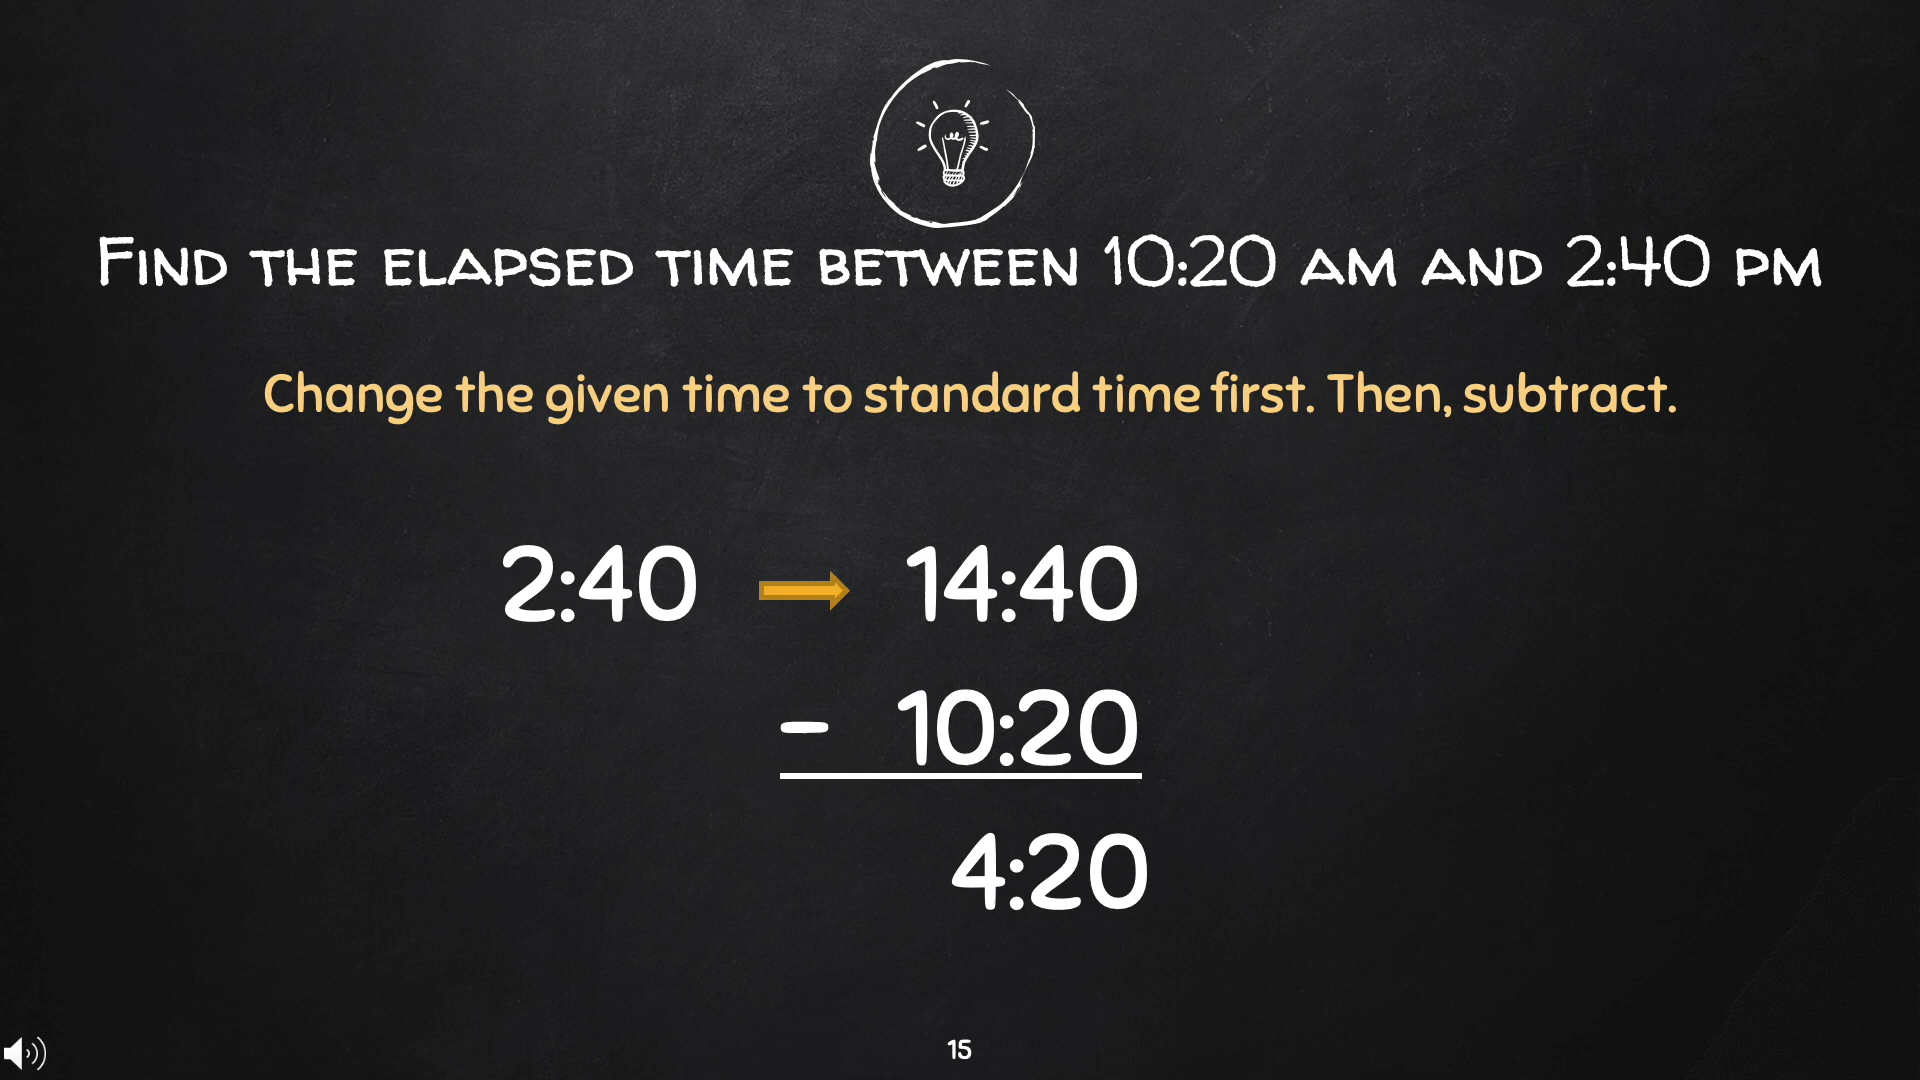 Find the elapsed time between 10:20 am and 2:40 pm
Change the given time to standard time first. Then, subtract.
2:40 14:40
- 10:20
4:20
15